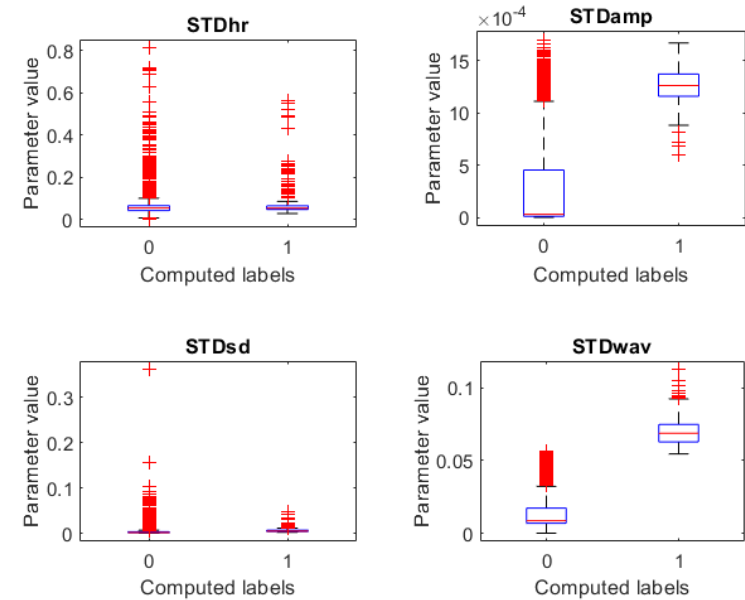 STDhr
0.8
0.6
0.4
0.2
0
Parameter value
0 1
Computed labels
×10⁻⁴
STDamp
15
10
5
0
Parameter value
0 1
Computed labels
STDsd
0.3
0.2
0.1
0
Parameter value
0 1
Computed labels
STDwav
0.1
0.05
0
Parameter value
0 1
Computed labels